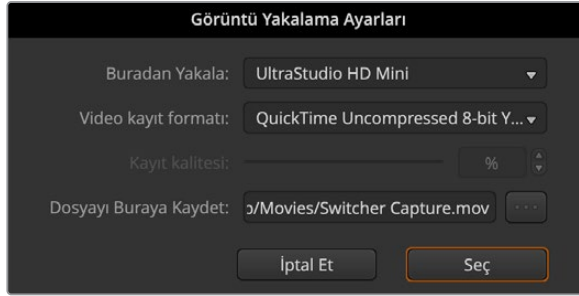 Görüntü Yakalama Ayarları
Buradan Yakala: UltraStudio HD Mini
Video kayıt formatı: QuickTime Uncompressed 8-bit Y...
Kayıt kalitesi: %
Dosyayı Buraya Kaydet: /Movies/Switcher Capture.mov ...
İptal Et Seç